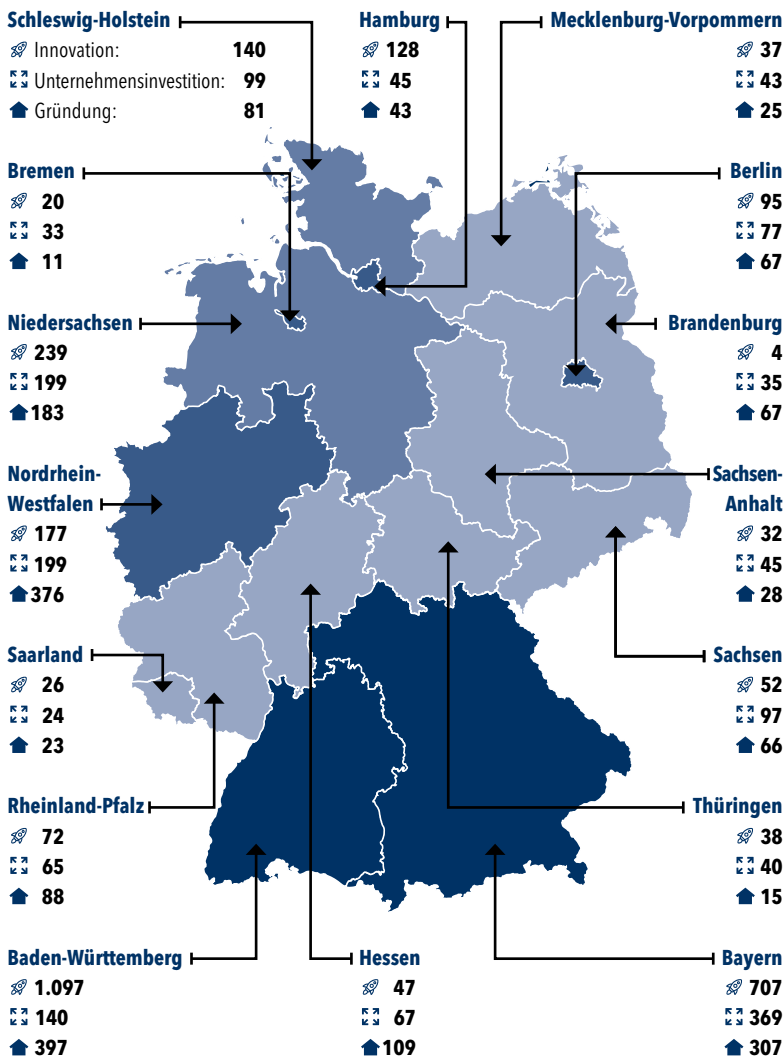 Schleswig-Holstein
Innovation: 140
Unternehmensinvestition: 99
Gründung: 81
Hamburg
128
45
43
Mecklenburg-Vorpommern
37
43
25
Bremen
20
33
11
Berlin
95
77
67
Niedersachsen
239
199
183
Brandenburg
4
35
67
Nordrhein-
Westfalen
177
199
376
Sachsen-
Anhalt
32
45
28
Saarland
26
24
23
Sachsen
52
97
66
Rheinland-Pfalz
72
65
88
Thüringen
38
40
15
Baden-Württemberg
1.097
140
397
Hessen
47
67
109
Bayern
707
369
307